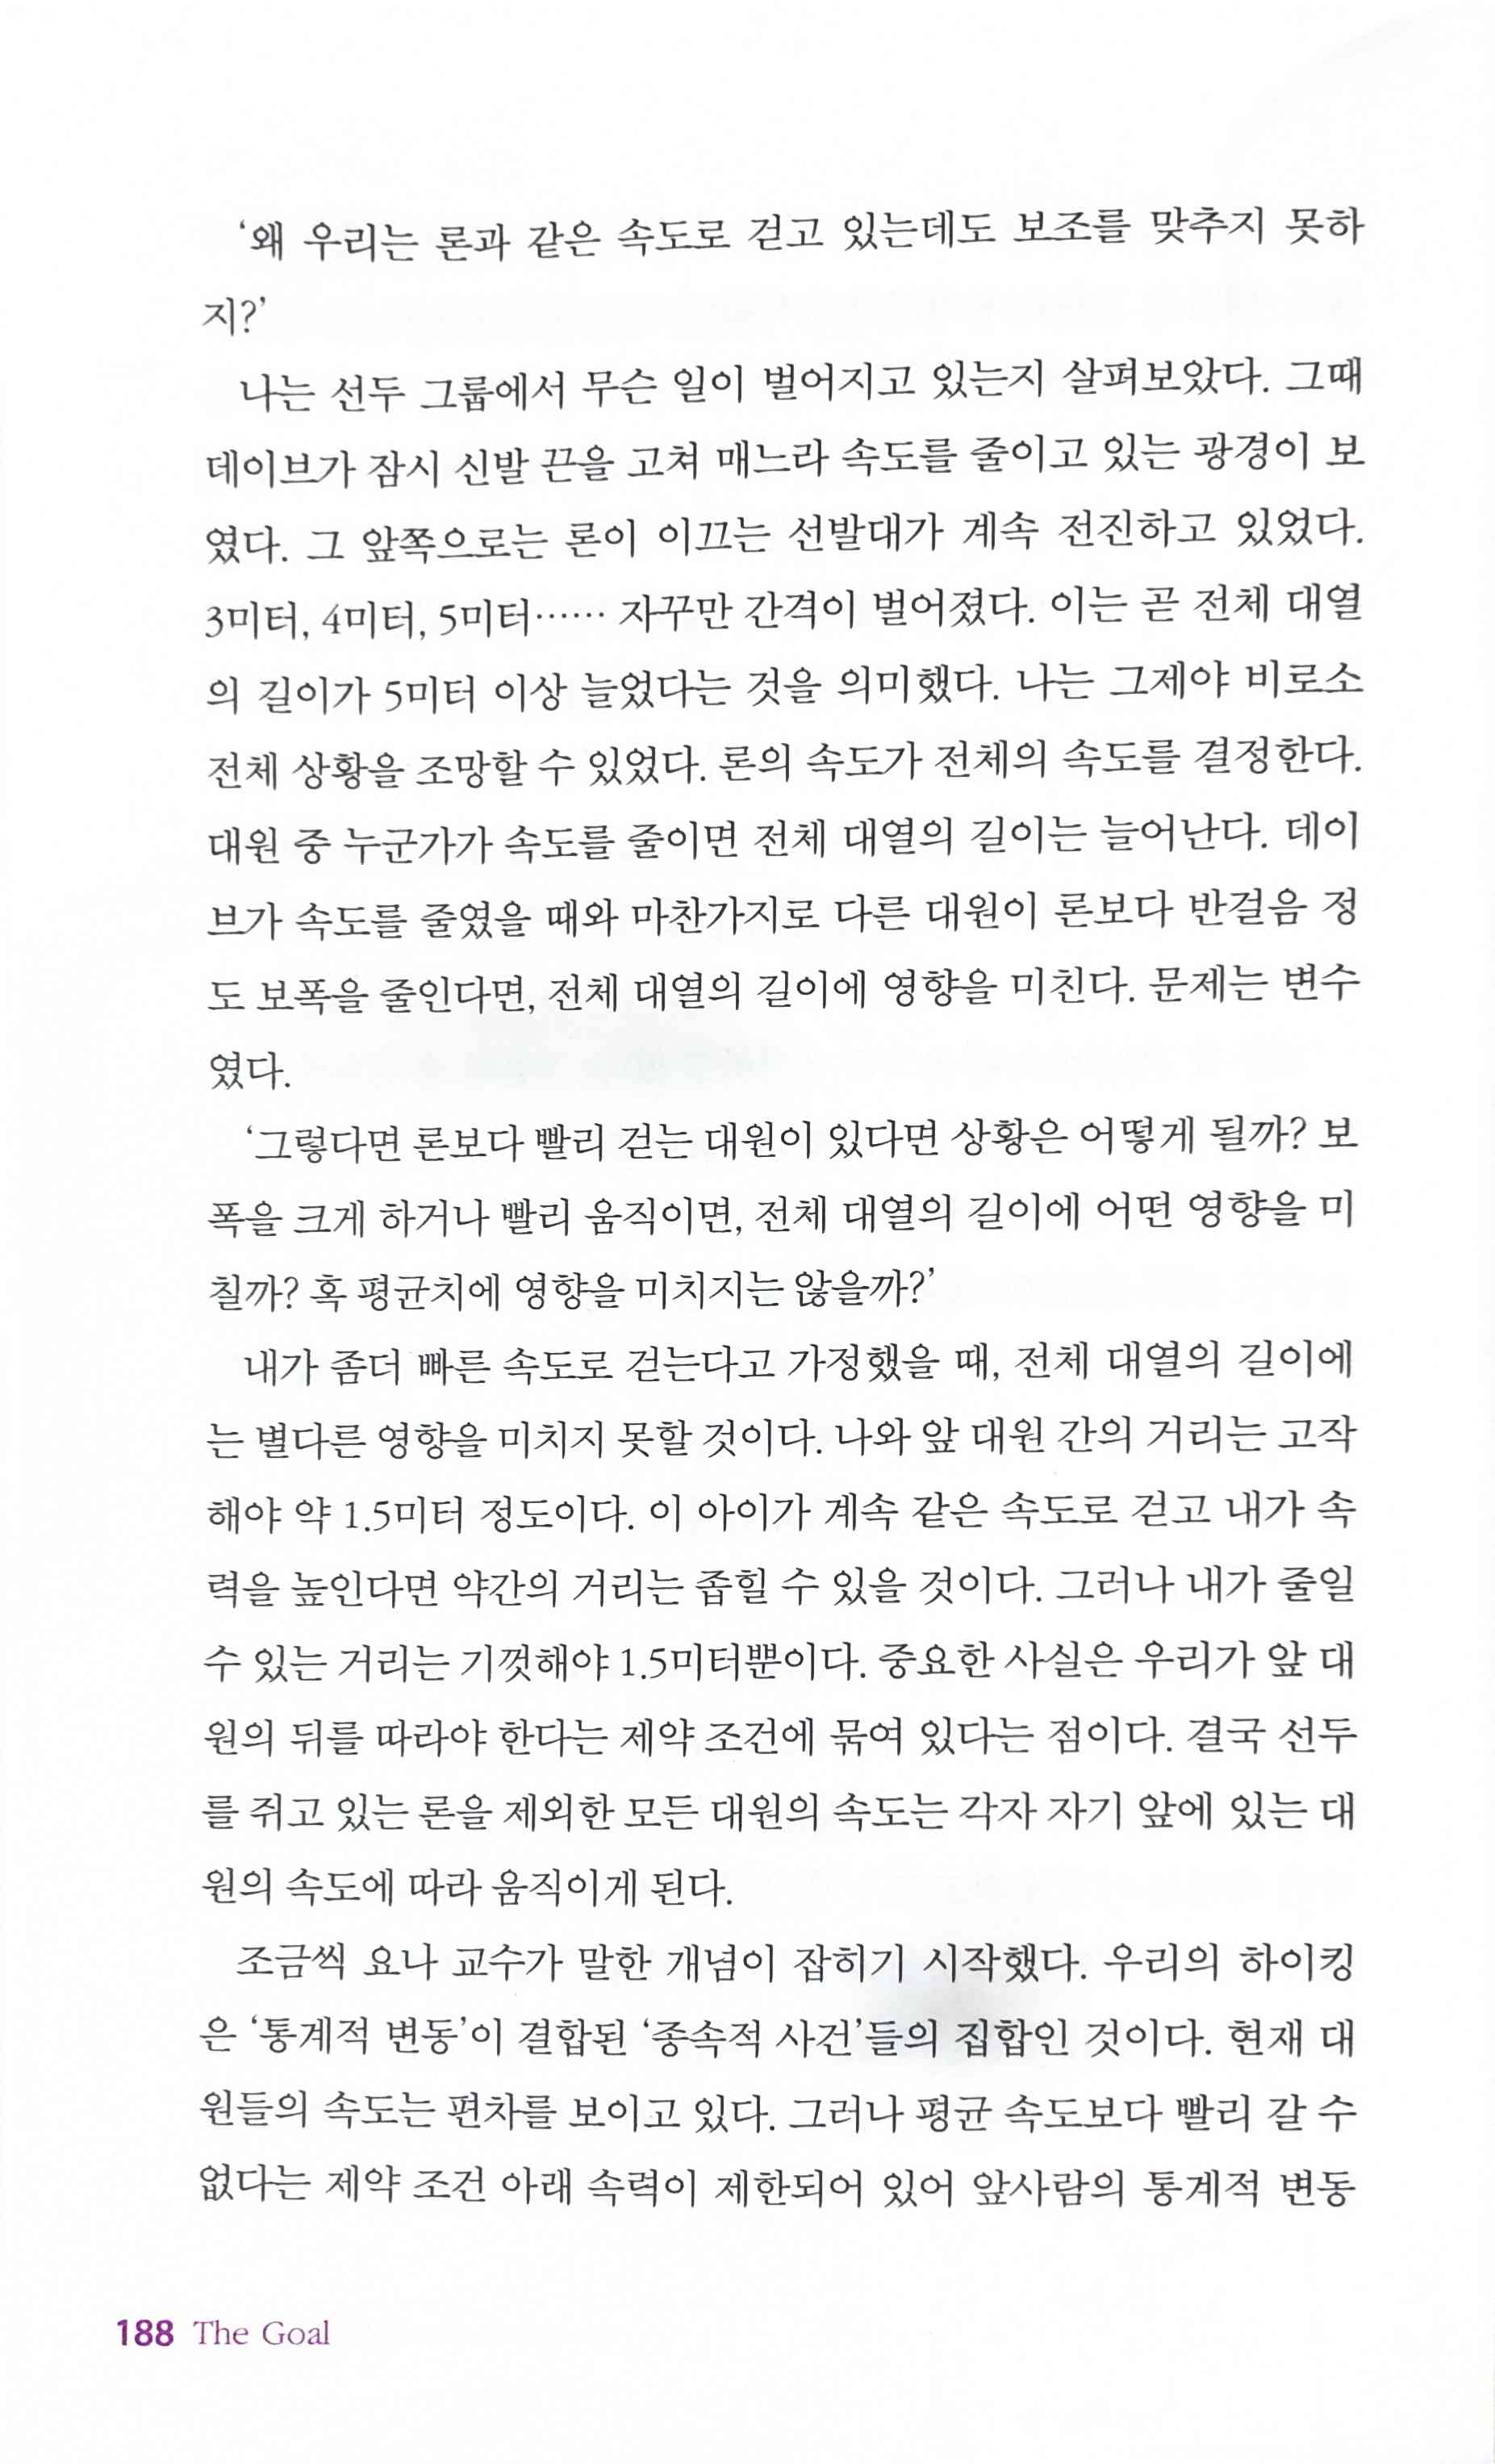 ‘왜 우리는 론과 같은 속도로 걷고 있는데도 보조를 맞추지 못하
지?’
나는 선두 그룹에서 무슨 일이 벌어지고 있는지 살펴보았다. 그때
데이브가 잠시 신발 끈을 고쳐 매느라 속도를 줄이고 있는 광경이 보
였다. 그 앞쪽으로는 론이 이끄는 선발대가 계속 전진하고 있었다.
3미터, 4미터, 5미터…… 자꾸만 간격이 벌어졌다. 이는 곧 전체 대열
의 길이가 5미터 이상 늘었다는 것을 의미했다. 나는 그제야 비로소
전체 상황을 조망할 수 있었다. 론의 속도가 전체의 속도를 결정한다.
대원 중 누군가가 속도를 줄이면 전체 대열의 길이는 늘어난다. 데이
브가 속도를 줄였을 때와 마찬가지로 다른 대원이 론보다 반걸음 정
도 보폭을 줄인다면, 전체 대열의 길이에 영향을 미친다. 문제는 변수
였다.
‘그렇다면 론보다 빨리 걷는 대원이 있다면 상황은 어떻게 될까? 보
폭을 크게 하거나 빨리 움직이면, 전체 대열의 길이에 어떤 영향을 미
칠까? 혹 평균치에 영향을 미치지는 않을까?’
내가 좀더 빠른 속도로 걷는다고 가정했을 때, 전체 대열의 길이에
는 별다른 영향을 미치지 못할 것이다. 나와 앞 대원 간의 거리는 고작
해야 약 1.5미터 정도이다. 이 아이가 계속 같은 속도로 걷고 내가 속
력을 높인다면 약간의 거리는 좁힐 수 있을 것이다. 그러나 내가 줄일
수 있는 거리는 기껏해야 1.5미터뿐이다. 중요한 사실은 우리가 앞 대
원의 뒤를 따라야 한다는 제약 조건에 묶여 있다는 점이다. 결국 선두
를 쥐고 있는 론을 제외한 모든 대원의 속도는 각자 자기 앞에 있는 대
원의 속도에 따라 움직이게 된다.
조금씩 요나 교수가 말한 개념이 잡히기 시작했다. 우리의 하이킹
은 ‘통계적 변동’이 결합된 ‘종속적 사건’들의 집합인 것이다. 현재 대
원들의 속도는 편차를 보이고 있다. 그러나 평균 속도보다 빨리 갈 수
없다는 제약 조건 아래 속력이 제한되어 있어 앞사람의 통계적 변동
188 The Goal